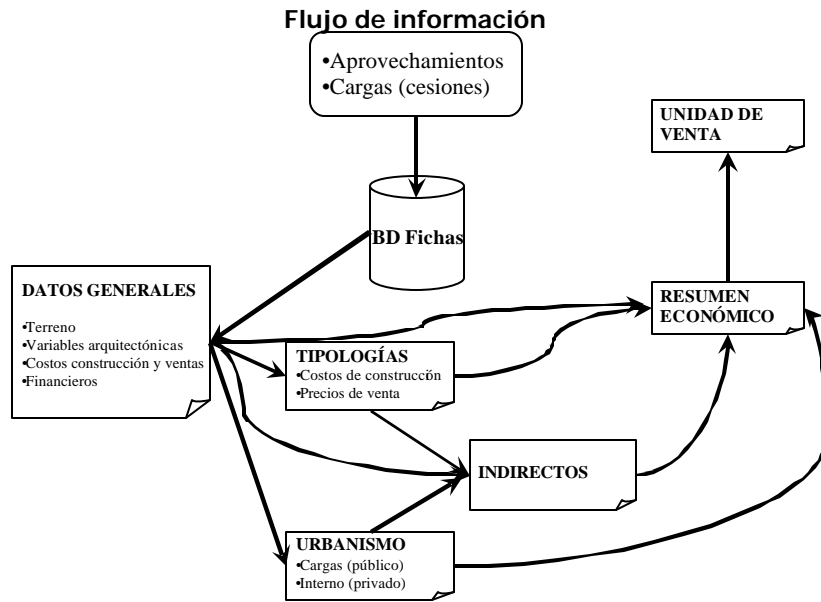 Flujo de información
•Aprovechamientos
•Cargas (cesiones)
UNIDAD DE
VENTA
BD Fichas
DATOS GENERALES
•Terreno
•Variables arquitectónicas
•Costos construcción y ventas
•Financieros
RESUMEN
ECONÓMICO
TIPOLOGÍAS
•Costos de construcción
•Precios de venta
INDIRECTOS
URBANISMO
•Cargas (público)
•Interno (privado)